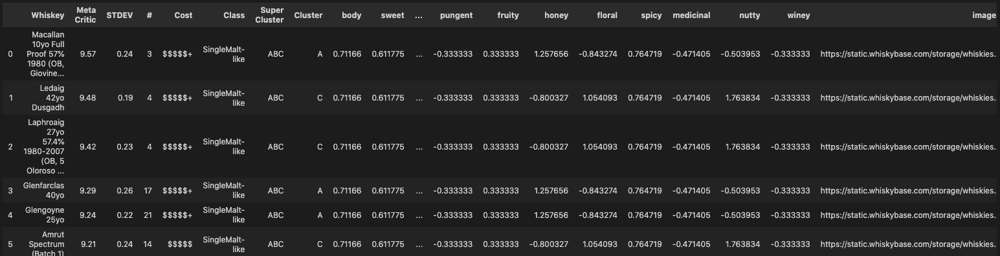 Whiskey Meta Critic STDEV # Cost Class Super Cluster Cluster body sweet ... pungent fruity honey floral spicy medicinal nutty winey image
0 Macallan 10yo Full Proof 57% 1980 (OB, Giovine... 9.57 0.24 3 $$$$$+ SingleMalt-like ABC A 0.71166 0.611775 ... -0.333333 0.333333 1.257656 -0.843274 0.764719 -0.471405 -0.503953 -0.333333 https://static.whiskybase.com/storage/whiskies.
1 Ledaig 42yo Dusgadh 9.48 0.19 4 $$$$$+ SingleMalt-like ABC C 0.71166 0.611775 ... -0.333333 0.333333 -0.800327 1.054093 0.764719 -0.471405 1.763834 -0.333333 https://static.whiskybase.com/storage/whiskies.
2 Laphroaig 27yo 57.4% 1980-2007 (OB, 5 Oloroso ... 9.42 0.23 4 $$$$$+ SingleMalt-like ABC C 0.71166 0.611775 ... -0.333333 0.333333 -0.800327 1.054093 0.764719 -0.471405 1.763834 -0.333333 https://static.whiskybase.com/storage/whiskies.
3 Glenfarclas 40yo 9.29 0.26 17 $$$$$+ SingleMalt-like ABC A 0.71166 0.611775 ... -0.333333 0.333333 1.257656 -0.843274 0.764719 -0.471405 -0.503953 -0.333333 https://static.whiskybase.com/storage/whiskies.
4 Glengoyne 25yo 9.24 0.22 21 $$$$$+ SingleMalt-like ABC A 0.71166 0.611775 ... -0.333333 0.333333 1.257656 -0.843274 0.764719 -0.471405 -0.503953 -0.333333 https://static.whiskybase.com/storage/whiskies.
5 Amrut Spectrum (Batch 1) 9.21 0.24 14 $$$$$ SingleMalt-like ABC C 0.71166 0.611775 ... -0.333333 0.333333 -0.800327 1.054093 0.764719 -0.471405 1.763834 -0.333333 https://static.whiskybase.com/storage/whiskies.